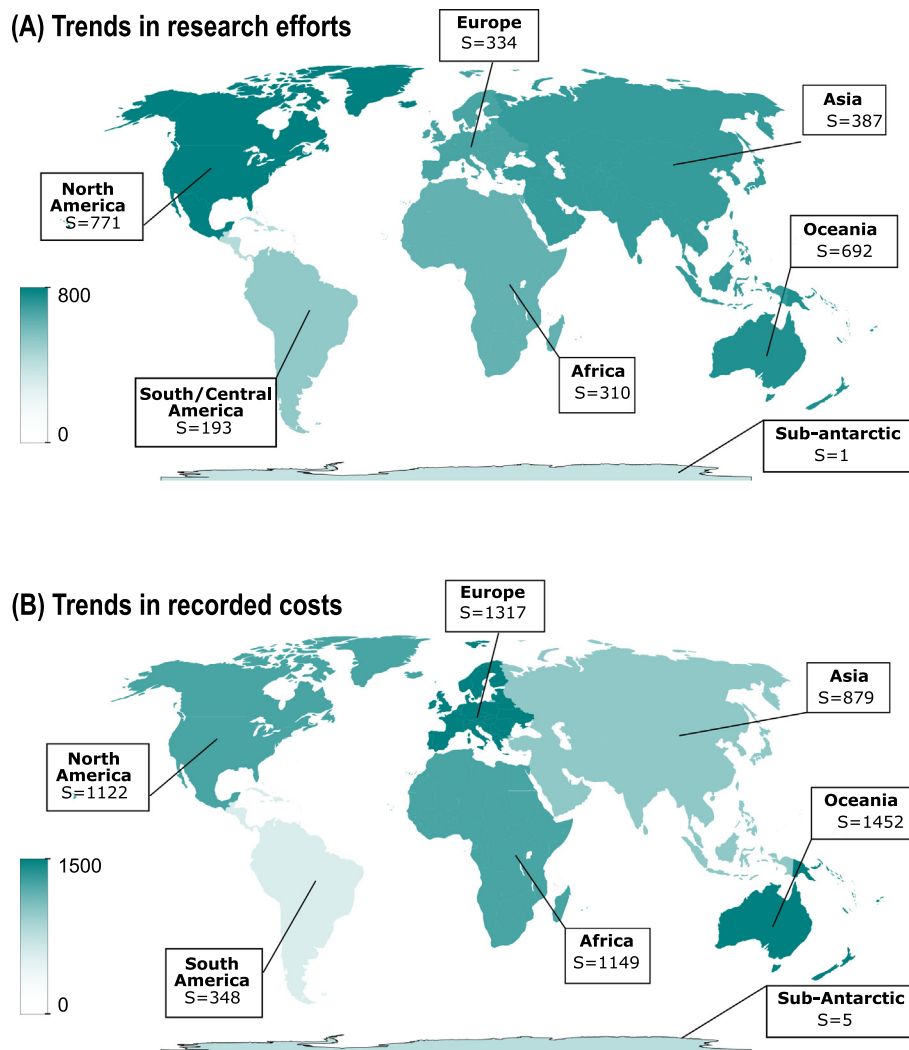 (A) Trends in research efforts
Europe
S=334
Asia
S=387
North
America
S=771
Oceania
S=692
800
0
South/Central
America
S=193
Africa
S=310
Sub-antarctic
S=1
(B) Trends in recorded costs
Europe
S=1317
Asia
S=879
North
America
S=1122
Oceania
S=1452
1500
0
South
America
S=348
Africa
S=1149
Sub-Antarctic
S=5